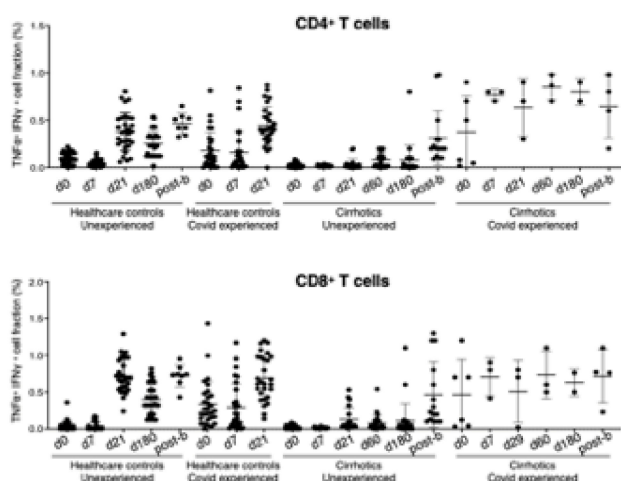 CD4+ T cells
TNFα+ IFNγ + cell fraction (%)
1.5
1.0
0.5
0.0
d0 d7 d21 d180 post-b d0 d7 d21 d0 d7 d21 d60 d180 post-b d0 d7 d21 d60 d180 post-b
Healthcare controls Healthcare controls Cirrhotics Cirrhotics
Unexperienced Covid experienced Unexperienced Covid experienced
CD8+ T cells
TNFα+ IFNγ + cell fraction (%)
2.0
1.5
1.0
0.5
0.0
d0 d7 d21 d180 post-b d0 d7 d21 d0 d7 d21 d60 d180 post-b d0 d7 d29 d60 d180 post-b
Healthcare controls Healthcare controls Cirrhotics Cirrhotics
Unexperienced Covid experienced Unexperienced Covid experienced